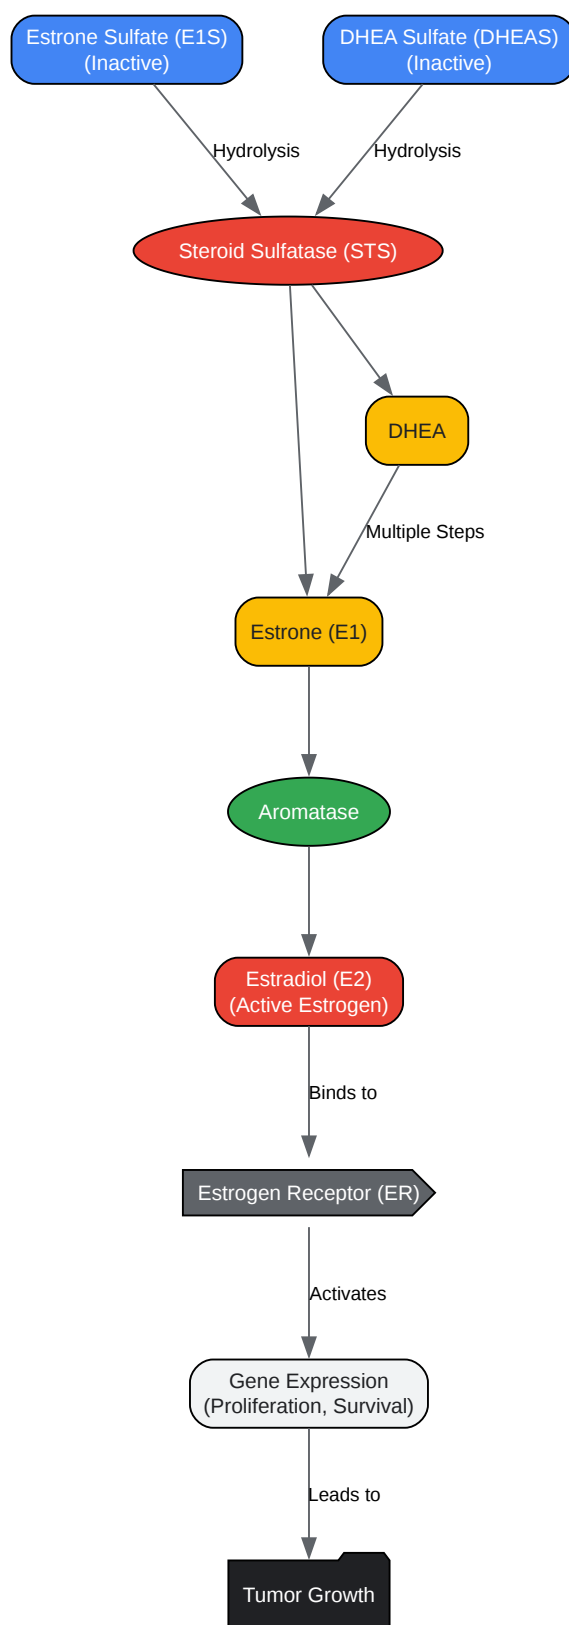 Estrone Sulfate (E1S)
(Inactive)
DHEA Sulfate (DHEAS)
(Inactive)
Hydrolysis
Hydrolysis
Steroid Sulfatase (STS)
DHEA
Multiple Steps
Estrone (E1)
Aromatase
Estradiol (E2)
(Active Estrogen)
Binds to
Estrogen Receptor (ER)
Activates
Gene Expression
(Proliferation, Survival)
Leads to
Tumor Growth